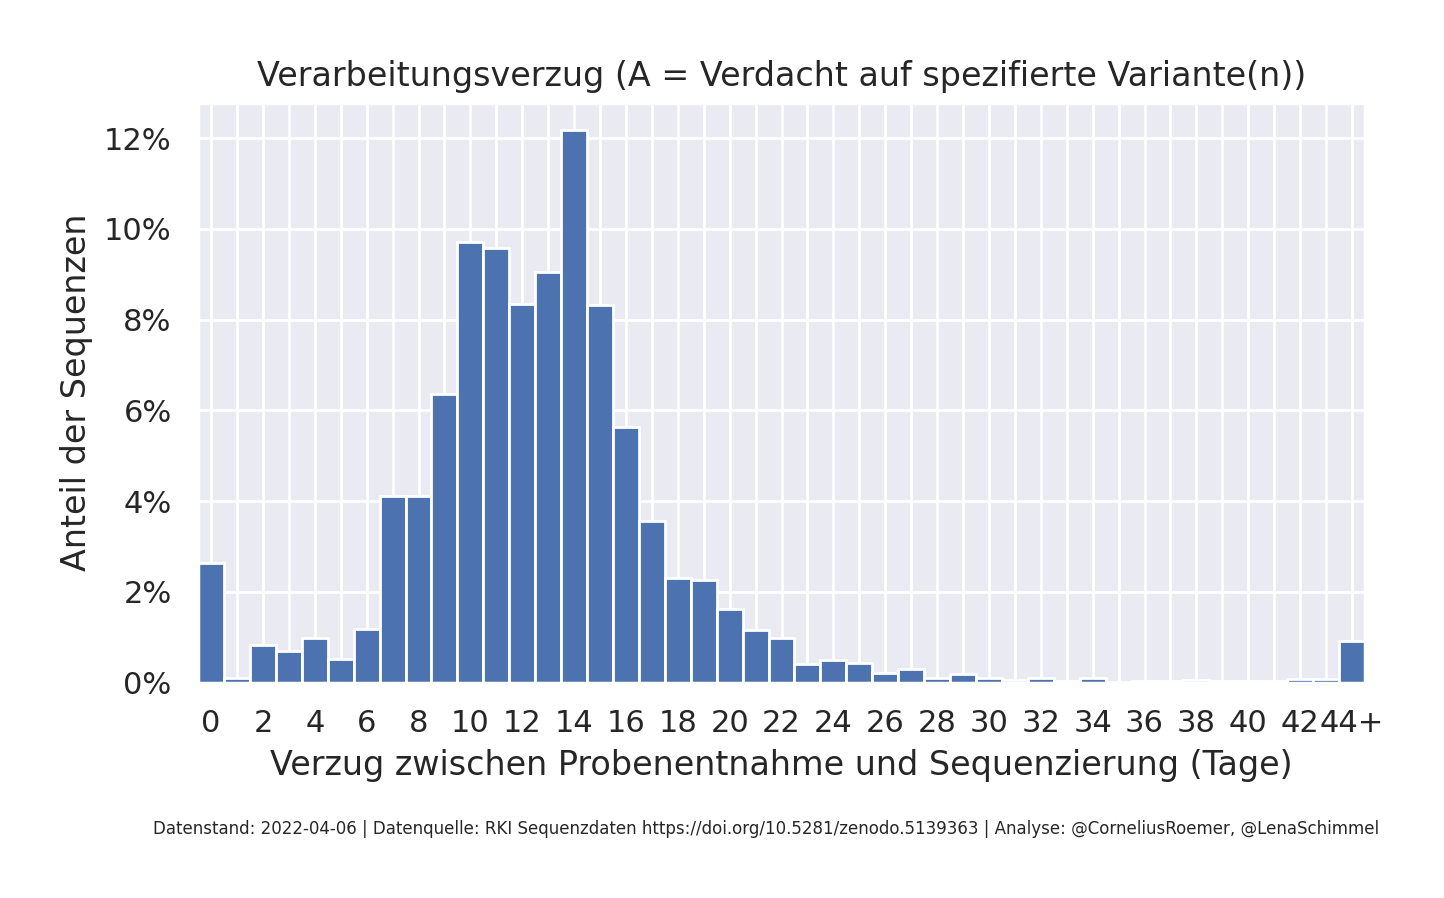 Verarbeitungsverzug (A = Verdacht auf spezifierte Variante(n))
12%
10%
8%
6%
4%
2%
0%
Anteil der Sequenzen
0 2 4 6 8 10 12 14 16 18 20 22 24 26 28 30 32 34 36 38 40 42 44+
Verzug zwischen Probenentnahme und Sequenzierung (Tage)
Datenstand: 2022-04-06 | Datenquelle: RKI Sequenzdaten https://doi.org/10.5281/zenodo.5139363 | Analyse: @CorneliusRoemer, @LenaSchimmel